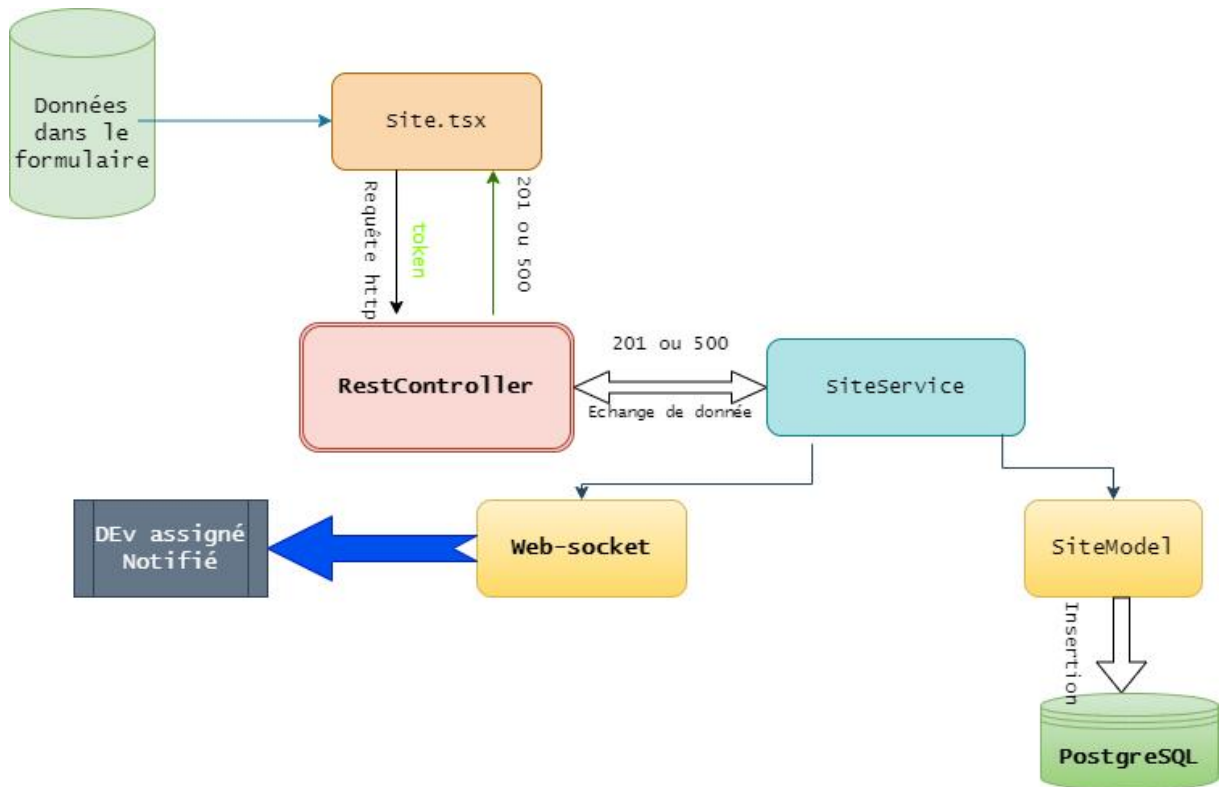 Données
dans le
formulaire
Site.tsx
Requête http
token
201 ou 500
RestController
201 ou 500
Echange de donnée
SiteService
DEv assigné
Notifié
Web-socket
SiteModel
Insertion
PostgreSQL